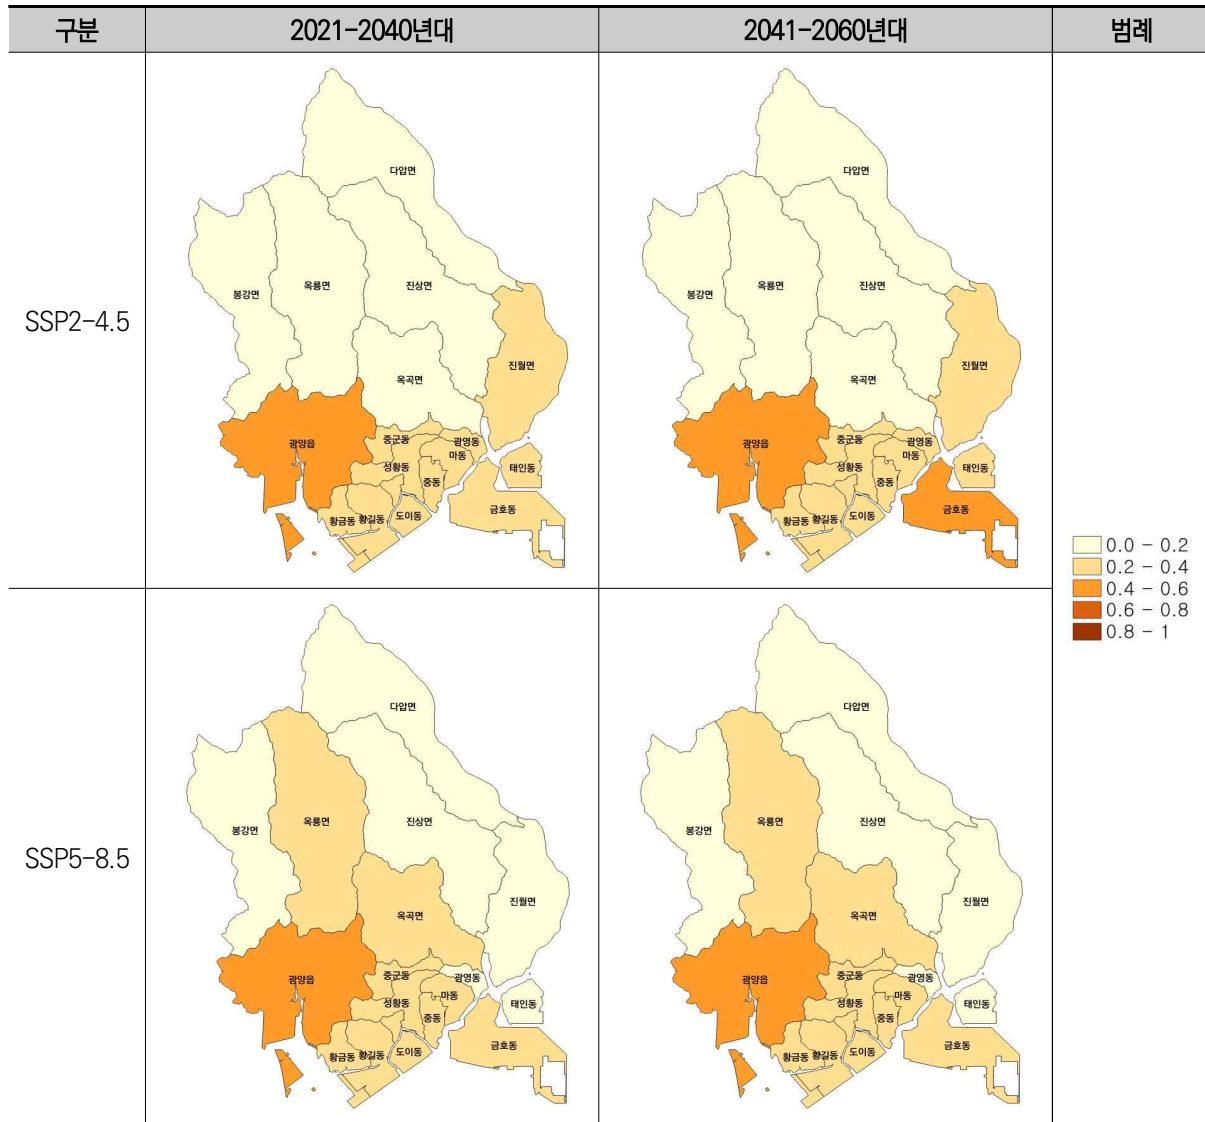 구분 2021-2040년대 2041-2060년대 범례
SSP2-4.5
다압면
옥룡면
진상면
봉강면
진월면
옥곡면
중군동
광영동
광양읍
마동
성황동
태인동
중동
금호동
황금동
황길동
도이동
다압면
옥룡면
진상면
봉강면
진월면
옥곡면
중군동
광영동
광양읍
마동
성황동
태인동
중동
금호동
황금동
황길동
도이동
0.0 - 0.2
0.2 - 0.4
0.4 - 0.6
0.6 - 0.8
0.8 - 1
SSP5-8.5
다압면
옥룡면
진상면
봉강면
진월면
옥곡면
중군동
광영동
광양읍
마동
성황동
태인동
중동
금호동
황금동
황길동
도이동
다압면
옥룡면
진상면
봉강면
진월면
옥곡면
중군동
광영동
광양읍
마동
성황동
태인동
중동
금호동
황금동
황길동
도이동